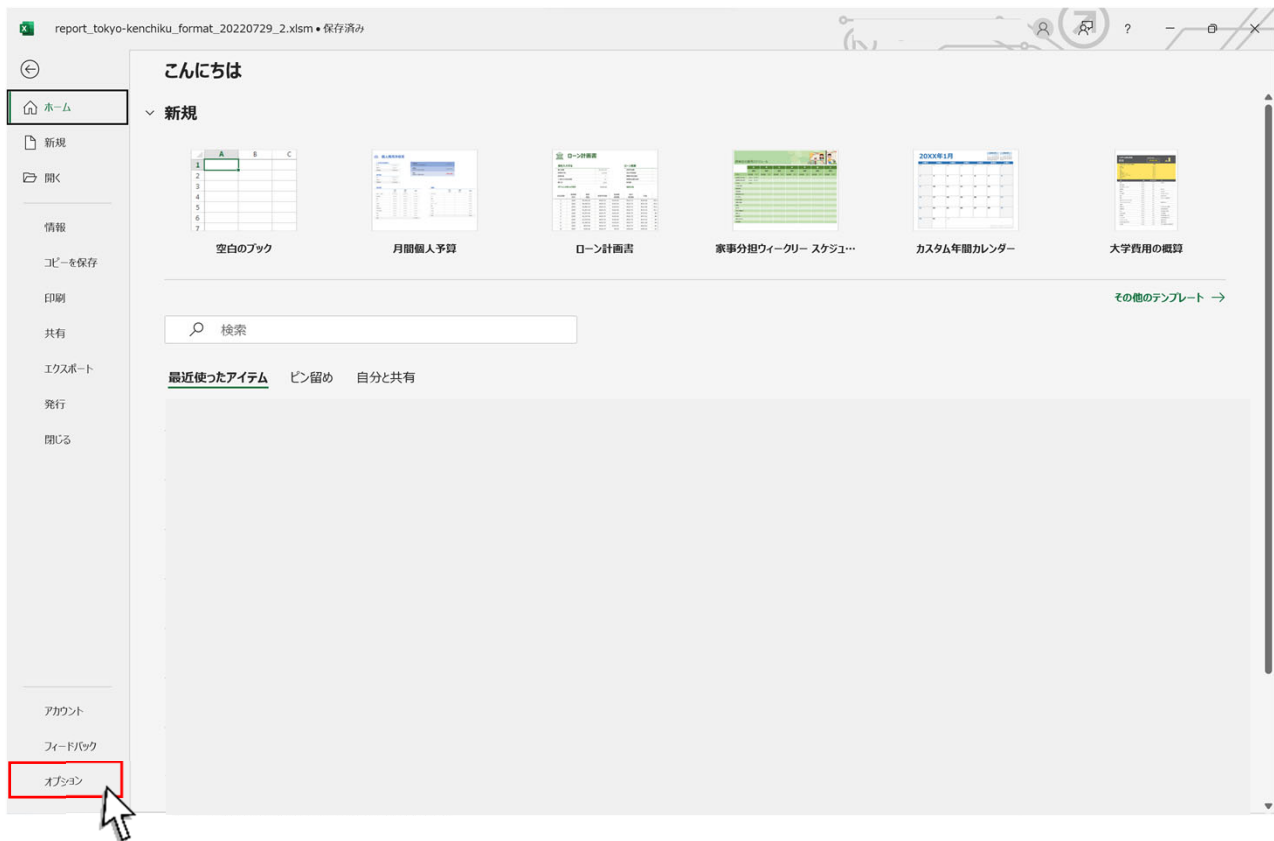 report_tokyo-kenchiku_format_20220729_2.xlsm • 保存済み
?
こんにちは
ホーム
新規
開く
情報
コピーを保存
印刷
共有
エクスポート
発行
閉じる
アカウント
フィードバック
オプション
新規
A B C
1
2
3
4
5
6
7
ローン計画書
20XX年1月
空白のブック
月間個人予算
ローン計画書
家事分担ウィークリー スケジュ…
カスタム年間カレンダー
大学費用の概算
その他のテンプレート →
検索
最近使ったアイテム ピン留め 自分と共有